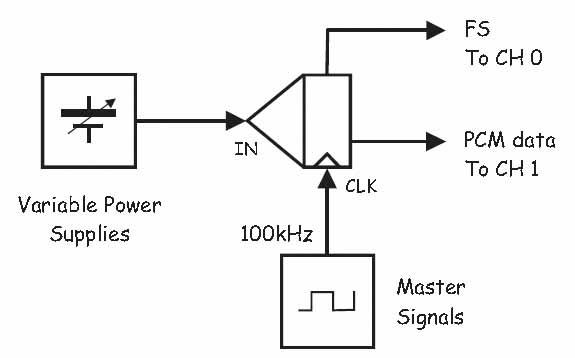 FS
To CH 0
IN
PCM data
To CH 1
CLK
Variable Power
Supplies
100kHz
Master
Signals